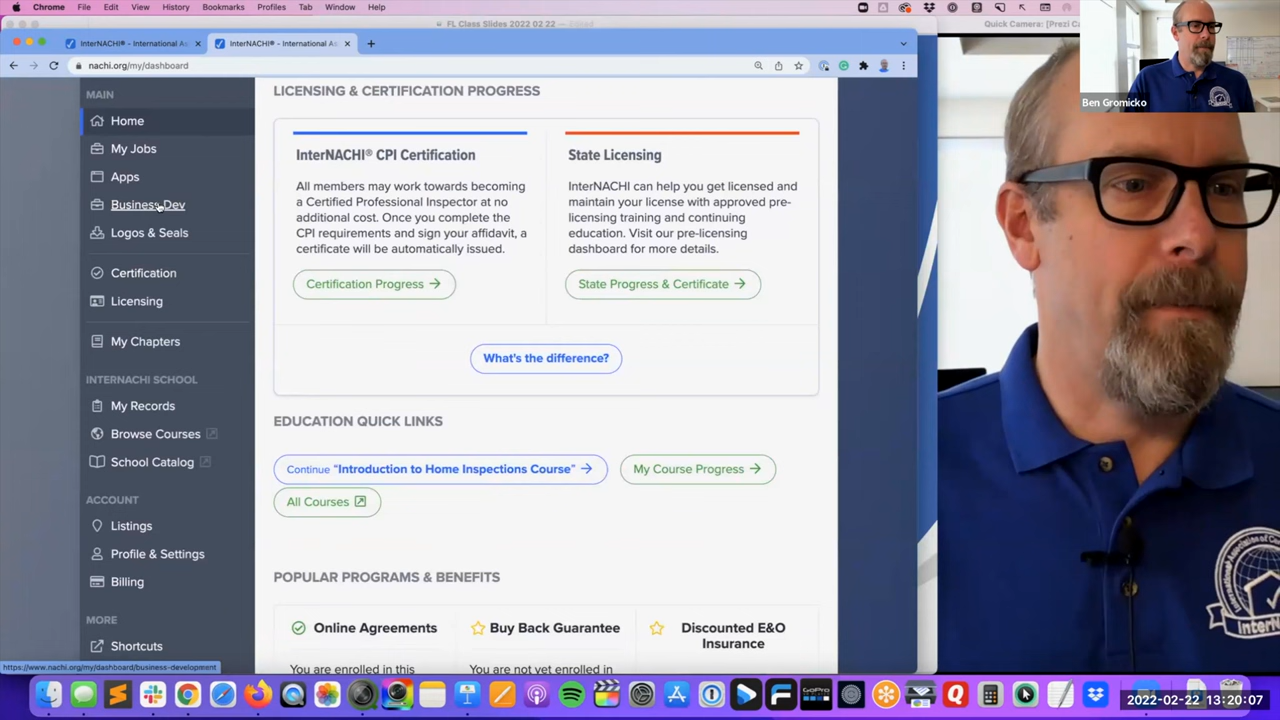 Chrome File Edit View History Bookmarks Profiles Tab Window Help
FL Class Slides 2022 02 22 — Edited
Quick Camera: [Prezi Ca
InterNACHI® - International As
InterNACHI® - International As
nachi.org/my/dashboard
Ben Gromicko
MAIN
Home
My Jobs
Apps
Business Dev
Logos & Seals
Certification
Licensing
My Chapters
INTERNACHI SCHOOL
My Records
Browse Courses
School Catalog
ACCOUNT
Listings
Profile & Settings
Billing
MORE
Shortcuts
https://www.nachi.org/my/dashboard/business-development
LICENSING & CERTIFICATION PROGRESS
InterNACHI® CPI Certification
All members may work towards becoming
a Certified Professional Inspector at no
additional cost. Once you complete the
CPI requirements and sign your affidavit, a
certificate will be automatically issued.
Certification Progress
State Licensing
InterNACHI can help you get licensed and
maintain your license with approved pre-
licensing training and continuing
education. Visit our pre-licensing
dashboard for more details.
State Progress & Certificate
What's the difference?
EDUCATION QUICK LINKS
Continue "Introduction to Home Inspections Course"
My Course Progress
All Courses
POPULAR PROGRAMS & BENEFITS
Online Agreements
You are enrolled in this
Buy Back Guarantee
You are not yet enrolled in
Discounted E&O
Insurance
2022-02-22 13:20:07